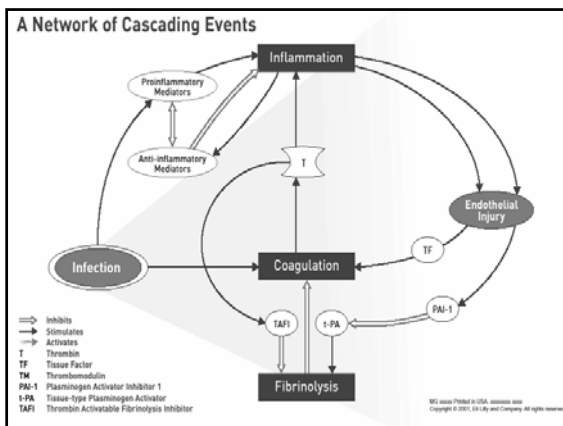 A Network of Cascading Events
Inflammation
Proinflammatory
Mediators
Anti-inflammatory
Mediators
T
Endothelial
Injury
TF
Infection
Coagulation
PAI-1
TAFI
t-PA
Fibrinolysis
Inhibits
Stimulates
Activates
T Thrombin
TF Tissue Factor
TM Thrombomodulin
PAI-1 Plasminogen Activator Inhibitor 1
t-PA Tissue-type Plasminogen Activator
TAFI Thrombin Activatable Fibrinolysis Inhibitor
Printed in USA.
Copyright © 2001, Eli Lilly and Company. All rights reserved.